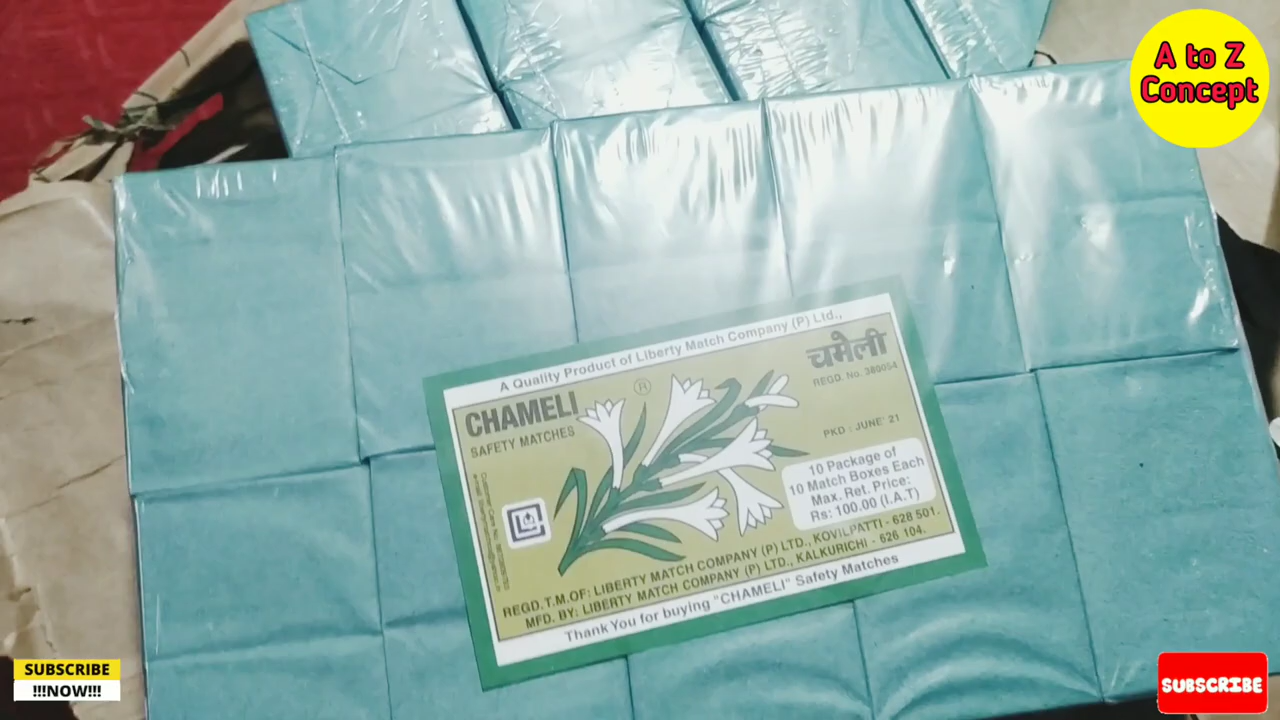 A to Z
Concept
A Quality Product of Liberty Match Company (P) Ltd.,
चमेली
REGD. No. 380054
CHAMELI ®
SAFETY MATCHES
PKD : JUNE' 21
10 Package of
10 Match Boxes Each
Max. Ret. Price:
Rs: 100.00 (I.A.T)
REGD. T.M.OF: LIBERTY MATCH COMPANY (P) LTD., KOVILPATTI - 628 501.
MFD. BY: LIBERTY MATCH COMPANY (P) LTD., KALKURICHI - 626 104.
Thank You for buying "CHAMELI" Safety Matches
SUBSCRIBE
!!!NOW!!!
SUBSCRIBE